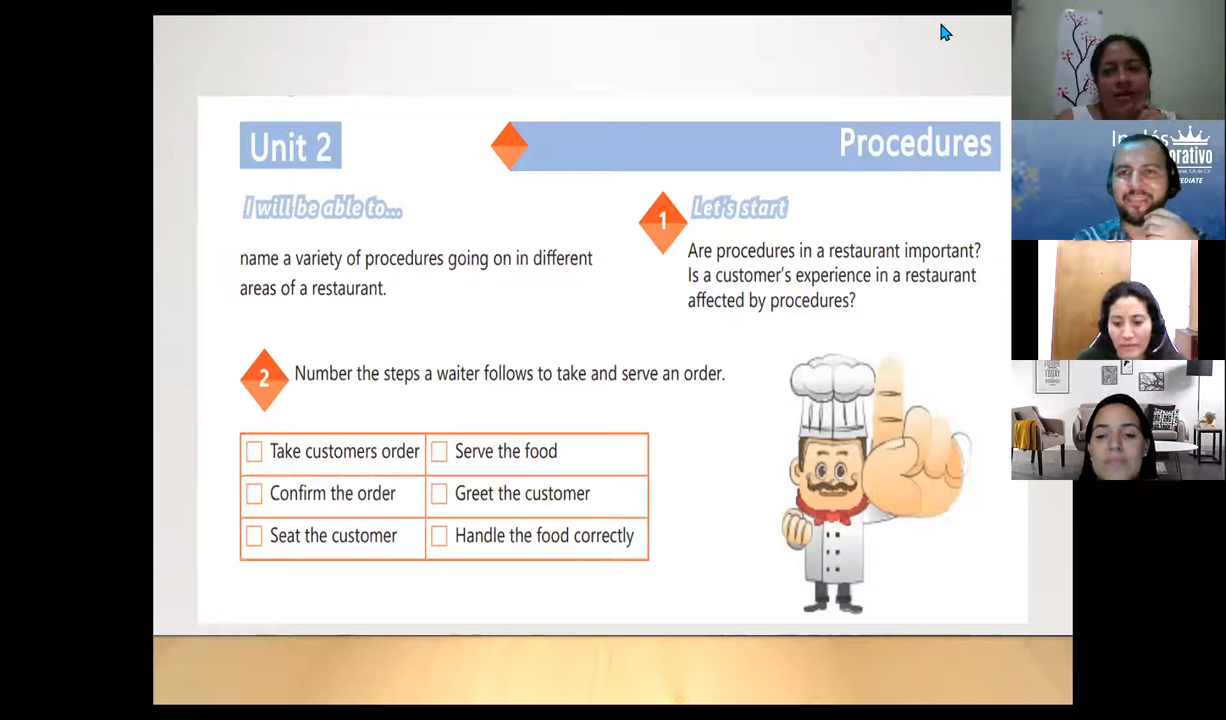 Unit 2
Procedures
I will be able to...
name a variety of procedures going on in different
areas of a restaurant.
1
Let's start
Are procedures in a restaurant important?
Is a customer's experience in a restaurant
affected by procedures?
2
Number the steps a waiter follows to take and serve an order.
Take customers order
Serve the food
Confirm the order
Greet the customer
Seat the customer
Handle the food correctly